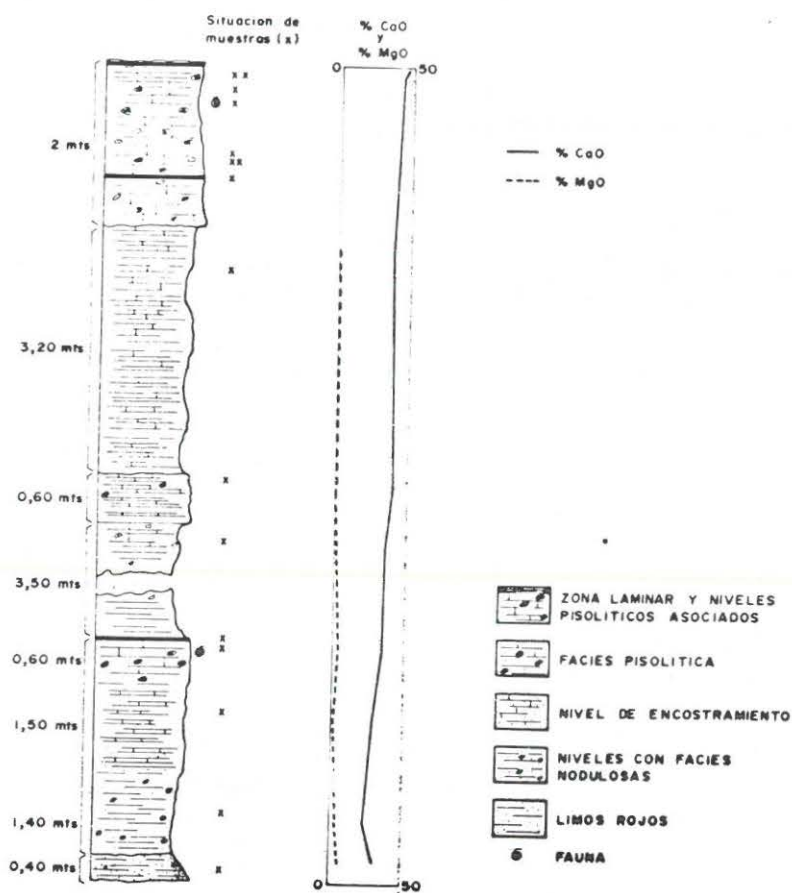 Situacion de
muestras (x)
% CaO
y
% MgO
0
50
x x
x
x
x
xx
x
x
x
x
x
x
x
x
x
2 mts
3,20 mts
0,60 mts
3,50 mts
0,60 mts
1,50 mts
1,40 mts
0,40 mts
0
50
% CaO
% MgO
ZONA LAMINAR Y NIVELES
PISOLITICOS ASOCIADOS
FACIES PISOLITICA
NIVEL DE ENCOSTRAMIENTO
NIVELES CON FACIES
NODULOSAS
LIMOS ROJOS
FAUNA